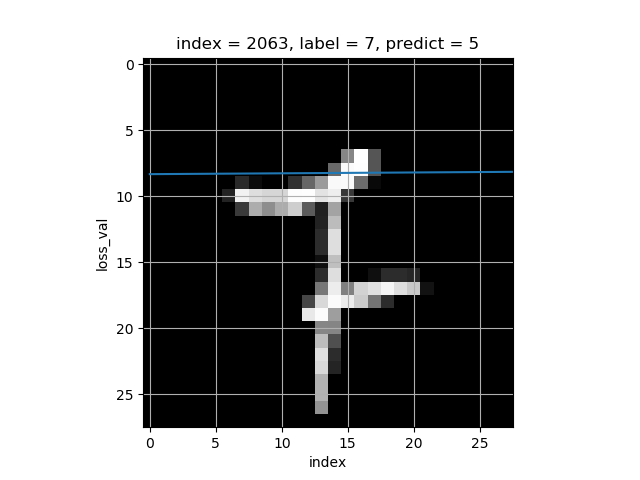 index = 2063, label = 7, predict = 5
0
5
10
15
20
25
loss_val
0 5 10 15 20 25
index